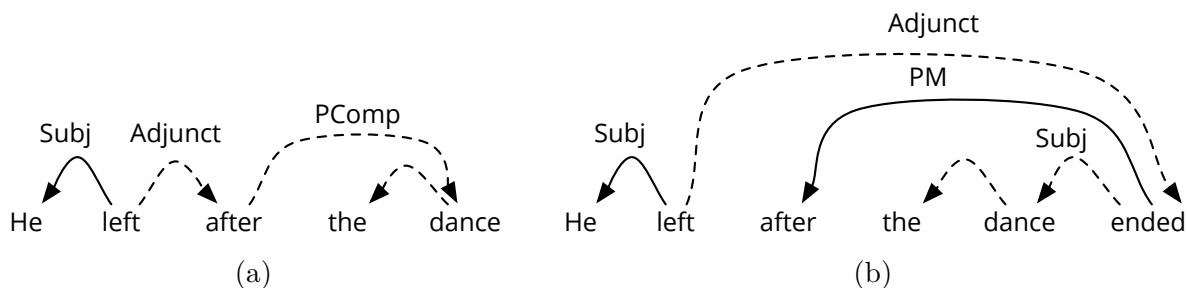 Adjunct
PM
PComp
Subj Adjunct Subj Subj
He left after the dance He left after the dance ended
(a) (b)